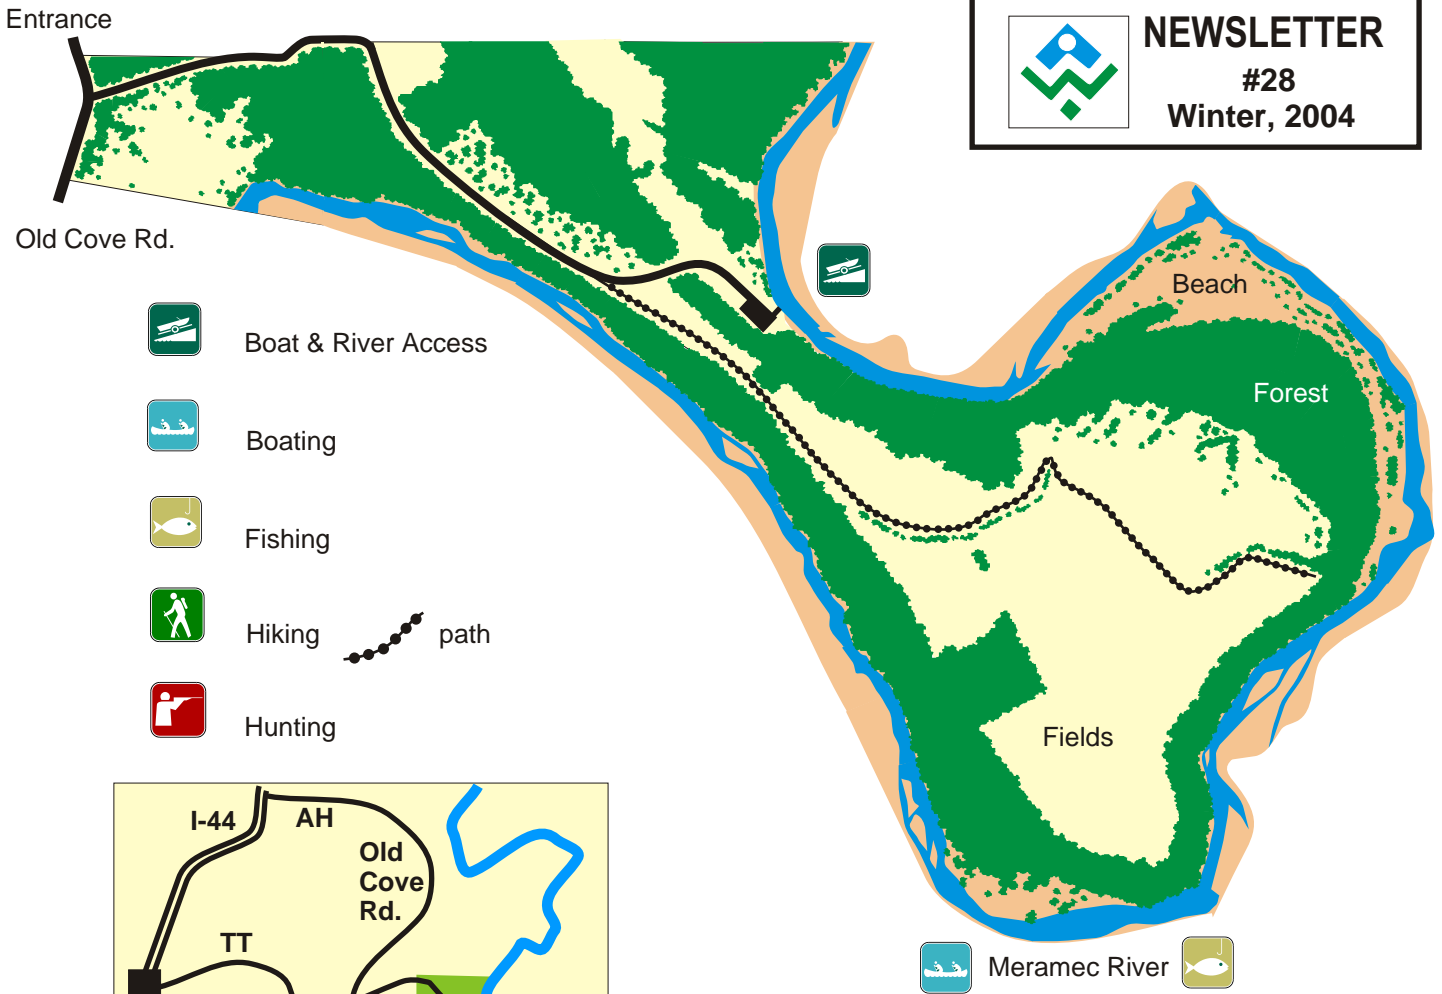 Entrance
NEWSLETTER
#28
Winter, 2004
Old Cove Rd.
Beach
Boat & River Access
Forest
Boating
Fishing
Hiking
path
Hunting
Fields
I-44
AH
Old
Cove
Rd.
TT
Meramec River